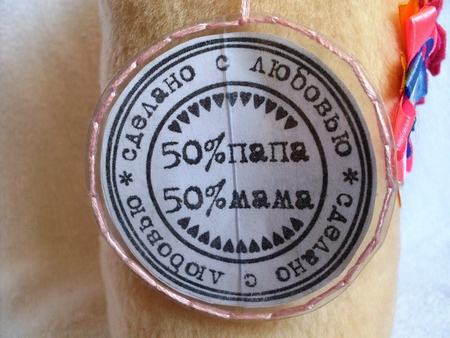 сделано с любовью
50%папа
50%мама
* сделано с любовью *